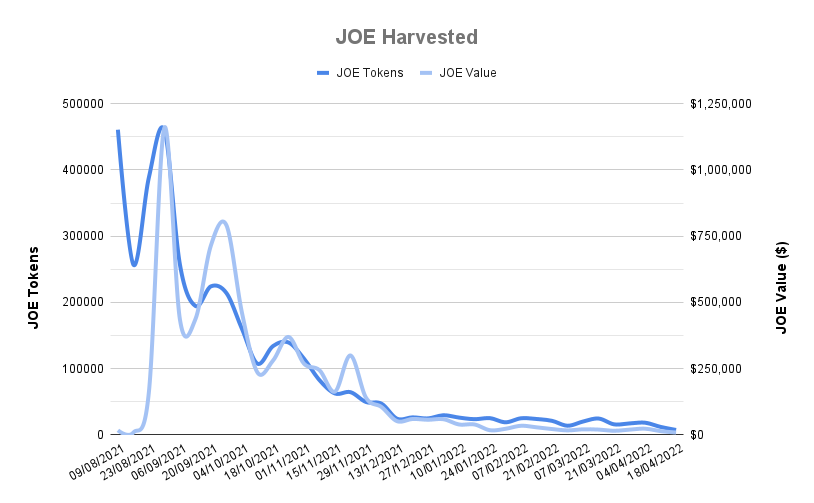 JOE Harvested
JOE Tokens JOE Value
500000 $1,250,000
400000 $1,000,000
300000 $750,000
200000 $500,000
100000 $250,000
0 $0
JOE Tokens
JOE Value ($)
09/08/2021 23/08/2021 06/09/2021 20/09/2021 04/10/2021 18/10/2021 01/11/2021 15/11/2021 29/11/2021 13/12/2021 27/12/2021 10/01/2022 24/01/2022 07/02/2022 21/02/2022 07/03/2022 21/03/2022 04/04/2022 18/04/2022